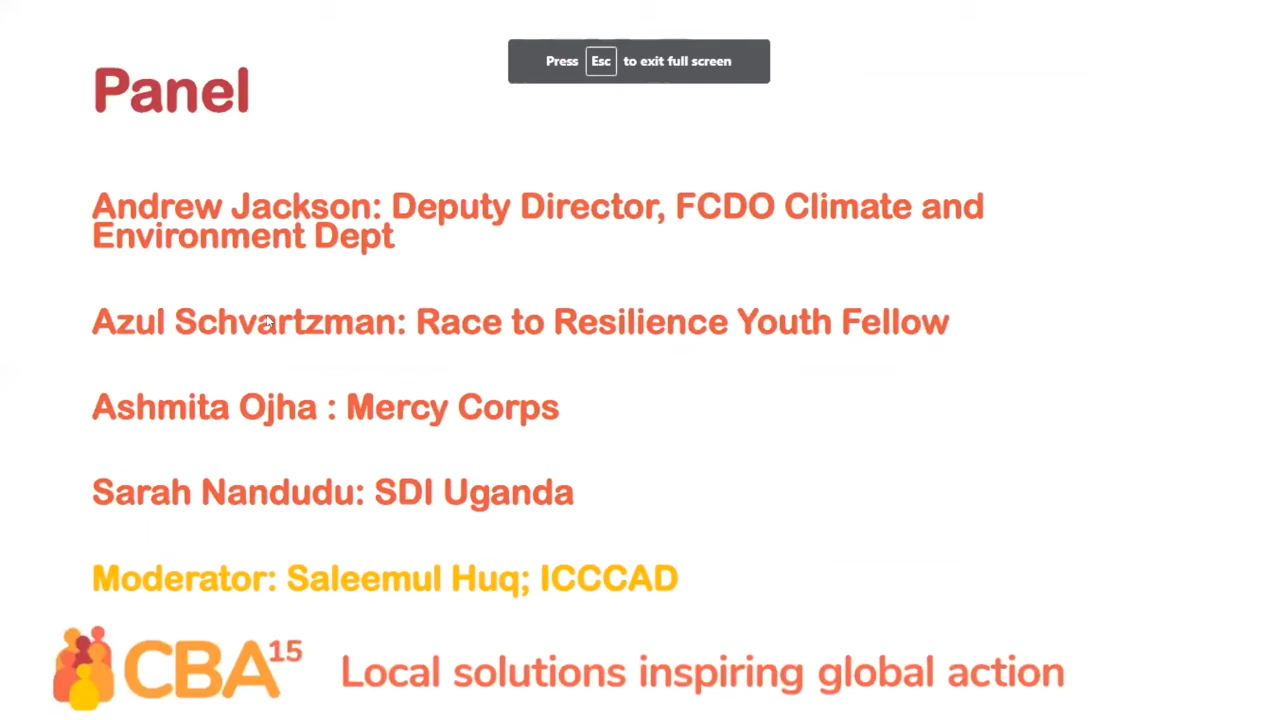 Press Esc to exit full screen
Panel
Andrew Jackson: Deputy Director, FCDO Climate and
Environment Dept
Azul Schvartzman: Race to Resilience Youth Fellow
Ashmita Ojha : Mercy Corps
Sarah Nandudu: SDI Uganda
Moderator: Saleemul Huq; ICCCAD
CBA15 Local solutions inspiring global action